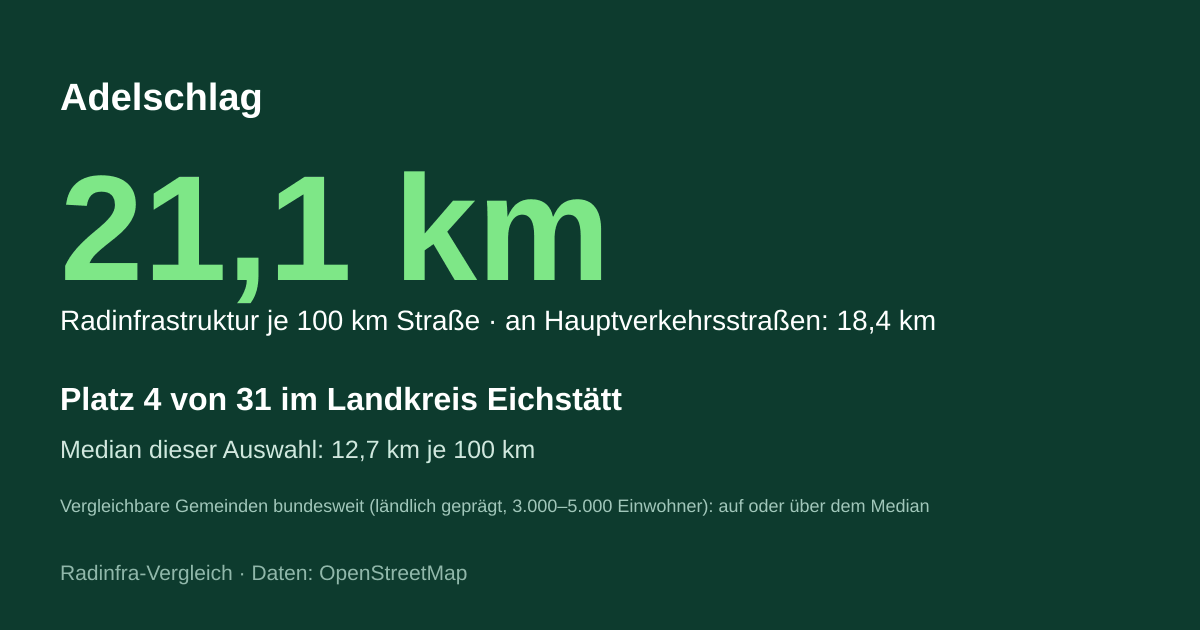 Adelschlag
21,1 km
Radinfrastruktur je 100 km Straße · an Hauptverkehrsstraßen: 18,4 km
Platz 4 von 31 im Landkreis Eichstätt
Median dieser Auswahl: 12,7 km je 100 km
Vergleichbare Gemeinden bundesweit (ländlich geprägt, 3.000–5.000 Einwohner): auf oder über dem Median
Radinfra-Vergleich · Daten: OpenStreetMap